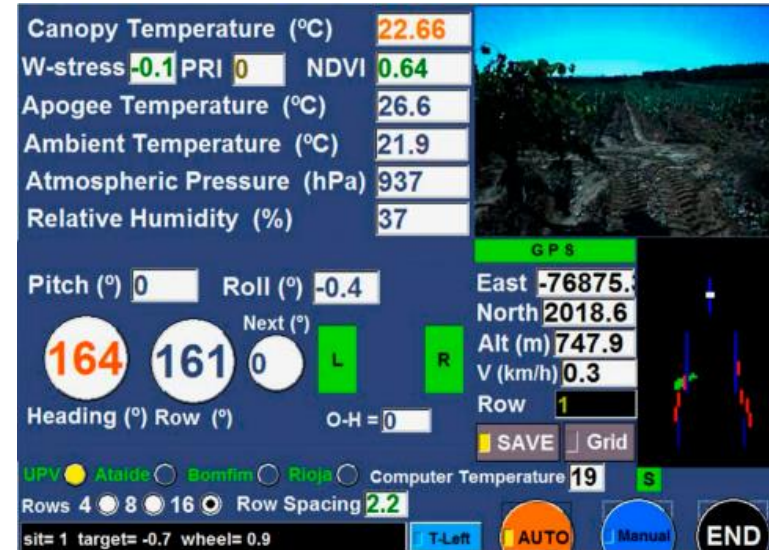 Canopy Temperature (ºC) 22.66
W-stress -0.1 PRI 0 NDVI 0.64
Apogee Temperature (ºC) 26.6
Ambient Temperature (ºC) 21.9
Atmospheric Pressure (hPa) 937
Relative Humidity (%) 37
GPS
Pitch (º) 0 Roll (º) -0.4
East -76875.
North 2018.6
Alt (m) 747.9
V (km/h) 0.3
Row 1
Next (º)
164 161 0 L R
Heading (º) Row (º) O-H = 0
SAVE Grid
UPV Ataide Bomfim Rioja Computer Temperature 19 S
Rows 4 8 16 Row Spacing 2.2
sit= 1 target= -0.7 wheel= 0.9 T-Left AUTO Manual END